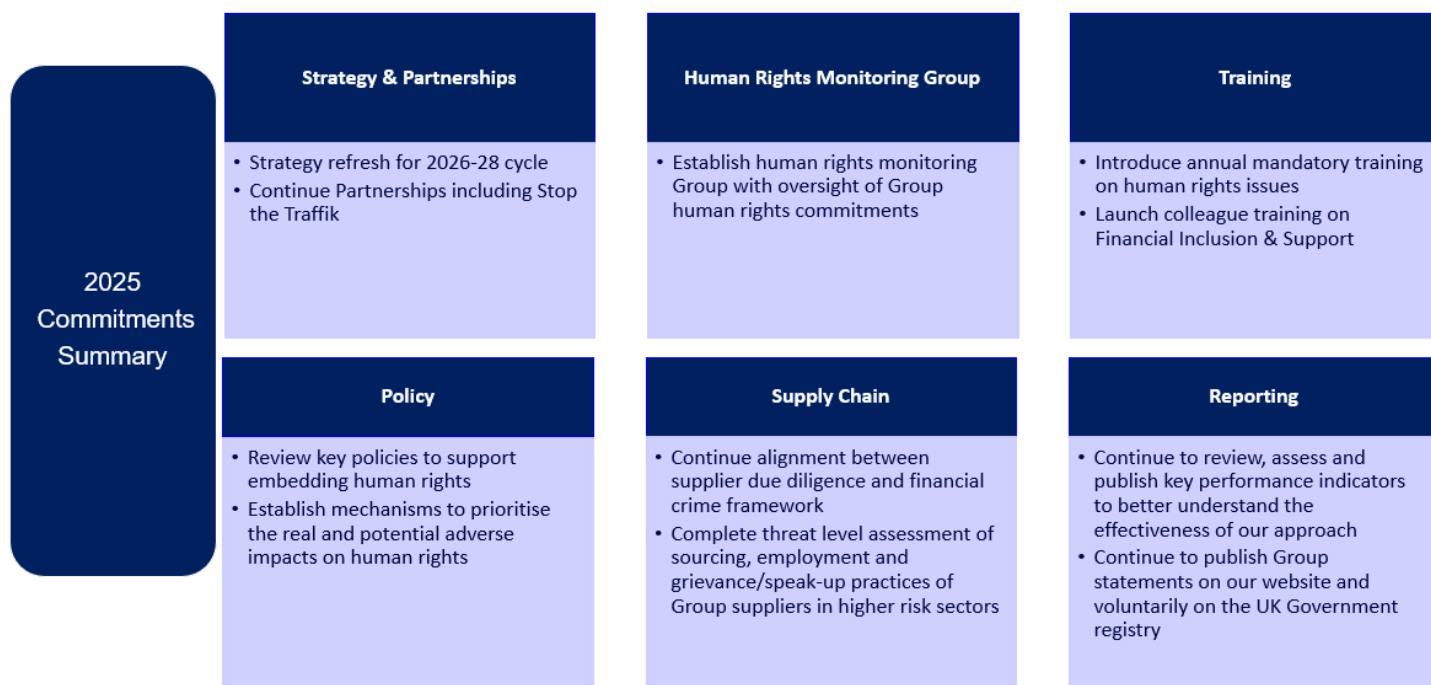 2025
Commitments
Summary
Strategy & Partnerships
• Strategy refresh for 2026-28 cycle
• Continue Partnerships including Stop
the Traffik
Human Rights Monitoring Group
• Establish human rights monitoring
Group with oversight of Group
human rights commitments
Training
• Introduce annual mandatory training
on human rights issues
• Launch colleague training on
Financial Inclusion & Support
Policy
• Review key policies to support
embedding human rights
• Establish mechanisms to prioritise
the real and potential adverse
impacts on human rights
Supply Chain
• Continue alignment between
supplier due diligence and financial
crime framework
• Complete threat level assessment of
sourcing, employment and
grievance/speak-up practices of
Group suppliers in higher risk sectors
Reporting
• Continue to review, assess and
publish key performance indicators
to better understand the
effectiveness of our approach
• Continue to publish Group
statements on our website and
voluntarily on the UK Government
registry